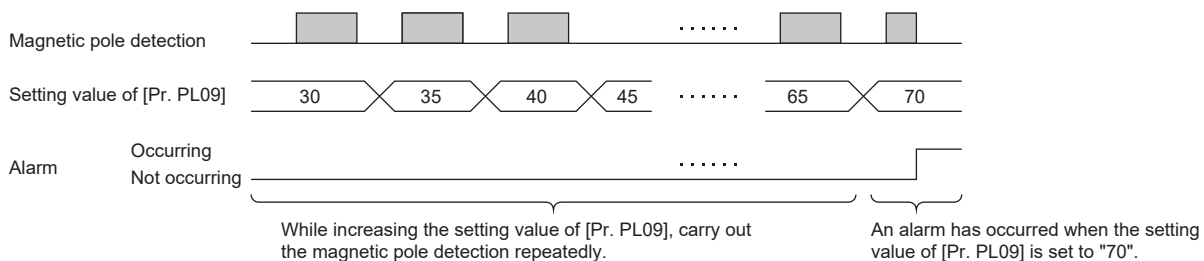 Magnetic pole detection
······
Setting value of [Pr. PL09]
30 35 40 45 ······ 65 70
Alarm
Occurring
Not occurring
······
While increasing the setting value of [Pr. PL09], carry out
the magnetic pole detection repeatedly.
An alarm has occurred when the setting
value of [Pr. PL09] is set to "70".